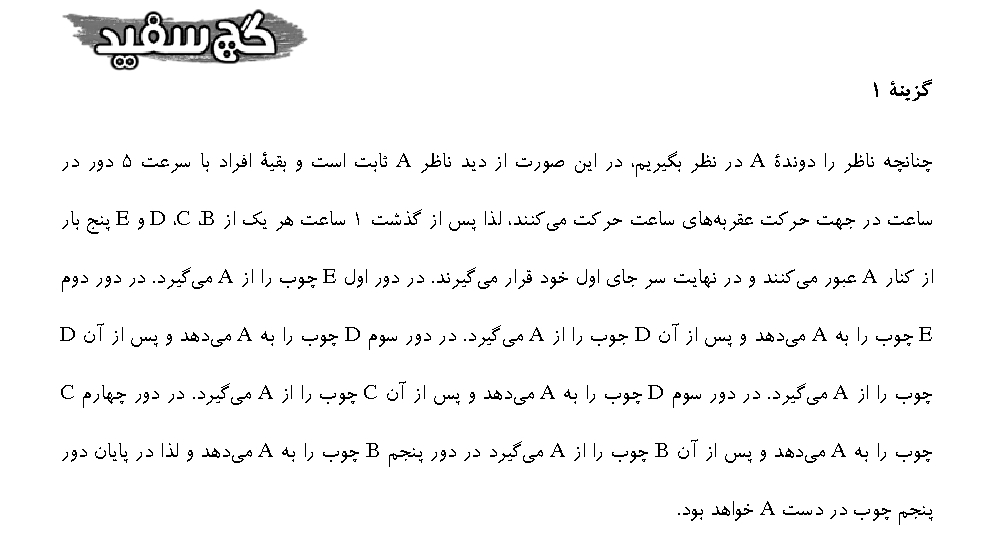 گچ سفید
گزینهٔ ۱
چنانچه ناظر را دوندهٔ A در نظر بگیریم، در این صورت از دید ناظر A ثابت است و بقیهٔ افراد با سرعت ۵ دور در
ساعت در جهت حرکت عقربه‌های ساعت حرکت می‌کنند، لذا پس از گذشت ۱ ساعت هر یک از B، C، D و E پنج بار
از کنار A عبور می‌کنند و در نهایت سر جای اول خود قرار می‌گیرند. در دور اول E چوب را از A می‌گیرد. در دور دوم
E چوب را به A می‌دهد و پس از آن D جوب را از A می‌گیرد. در دور سوم D چوب را به A می‌دهد و پس از آن D
چوب را از A می‌گیرد. در دور سوم D چوب را به A می‌دهد و پس از آن C چوب را از A می‌گیرد. در دور چهارم C
چوب را به A می‌دهد و پس از آن B چوب را از A می‌گیرد در دور پنجم B چوب را به A می‌دهد و لذا در پایان دور
پنجم چوب در دست A خواهد بود.